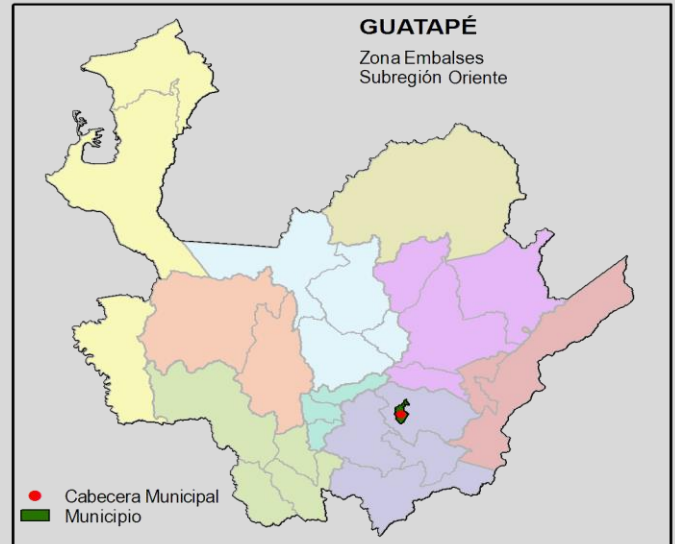 GUATAPÉ
Zona Embalses
Subregión Oriente
Cabecera Municipal
Municipio